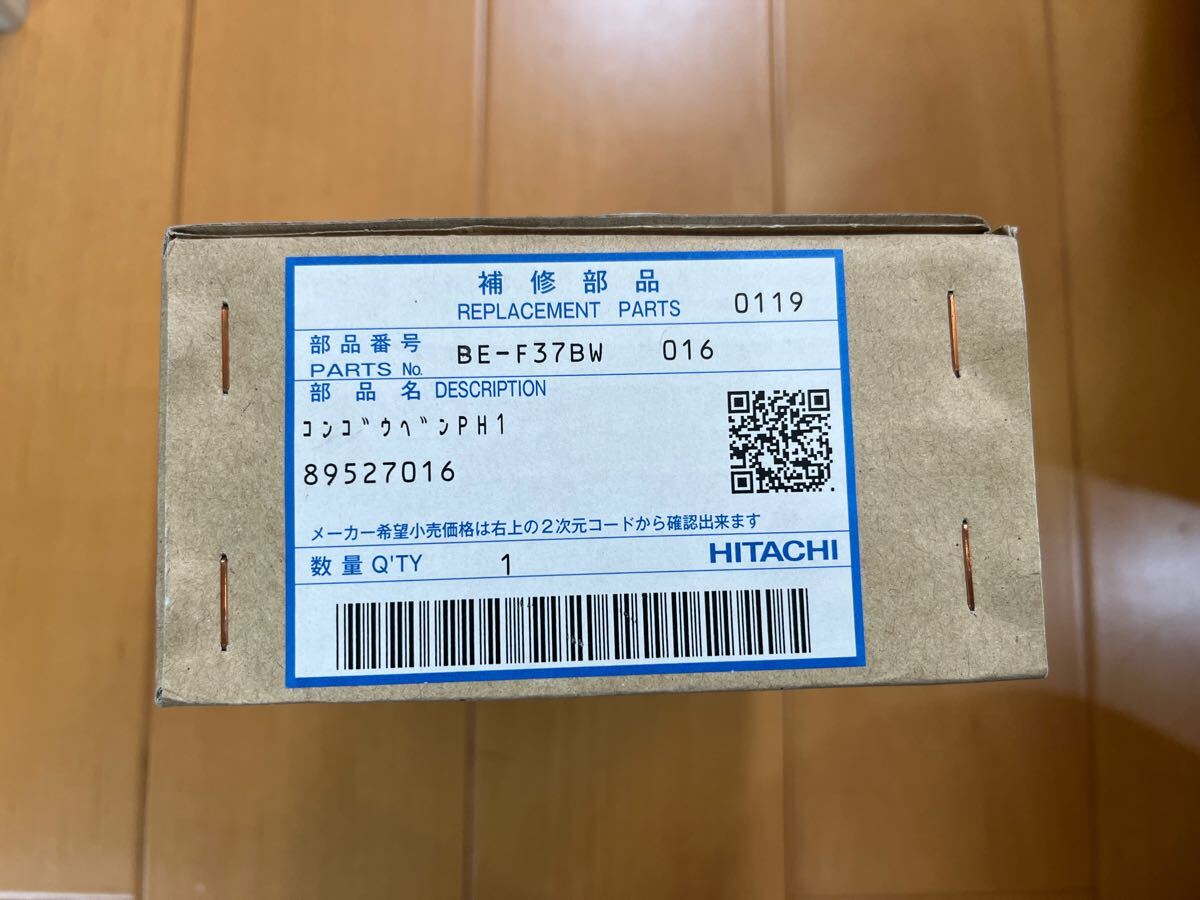 補修部品
REPLACEMENT PARTS 0119
部品番号
PARTS No. BE-F37BW 016
部品名 DESCRIPTION
ｺﾝｺﾞｳﾍﾞﾝPH1
89527016
メーカー希望小売価格は右上の2次元コードから確認出来ます
数量 Q'TY 1 HITACHI